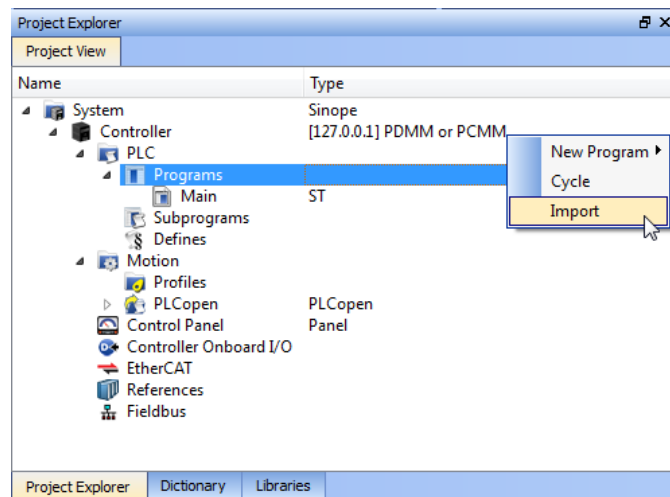 Project Explorer
Project View
Name Type
System Sinope
Controller [127.0.0.1] PDMM or PCMM
PLC
Programs
Main ST
Subprograms
Defines
Motion
Profiles
PLCopen PLCopen
Control Panel Panel
Controller Onboard I/O
EtherCAT
References
Fieldbus
New Program
Cycle
Import
Project Explorer Dictionary Libraries